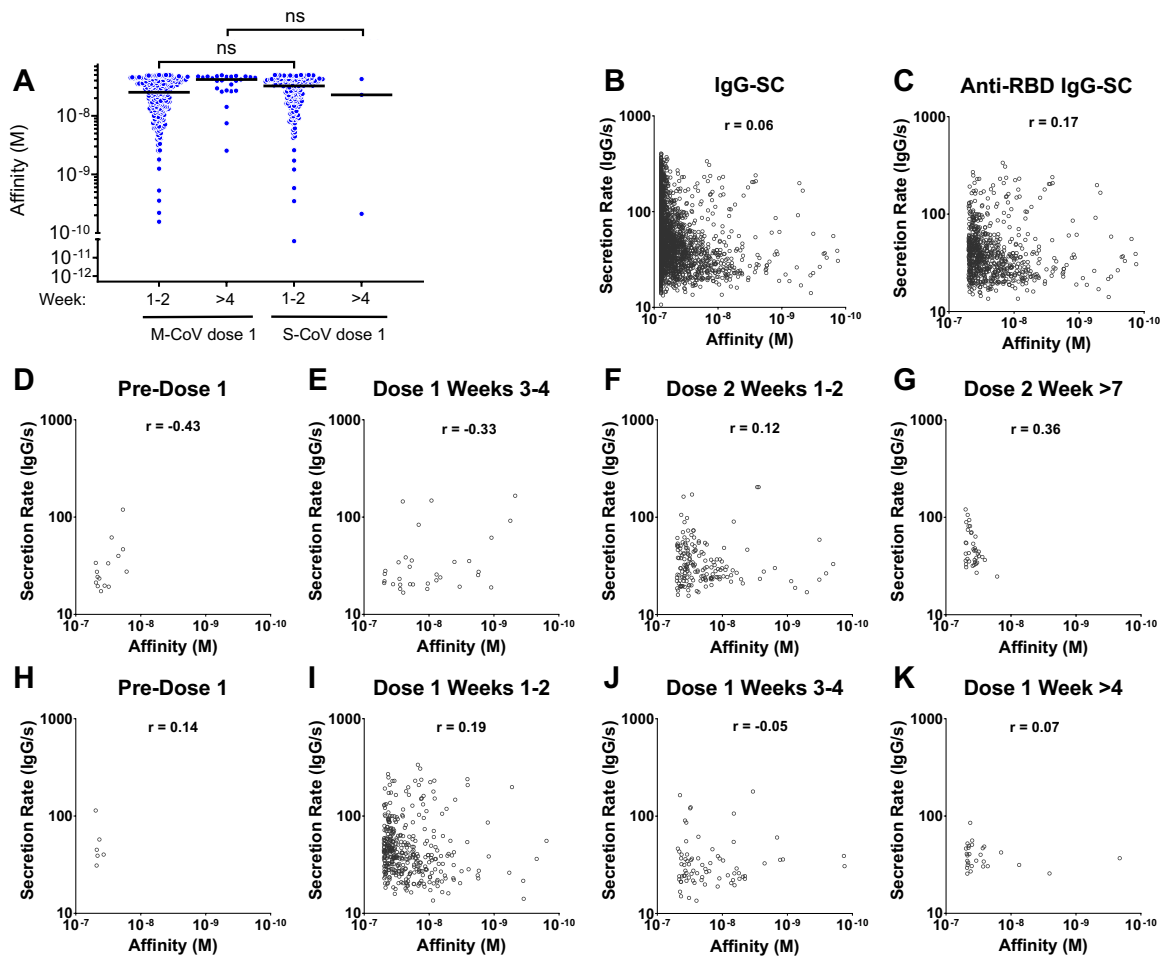 ns
ns
A
Affinity (M)
10-8
10-9
10-10
10-11
10-12
Week:
1-2
>4
1-2
>4
M-CoV dose 1
S-CoV dose 1
B
IgG-SC
r = 0.06
Secretion Rate (IgG/s)
1000
100
10
10-7
10-8
10-9
10-10
Affinity (M)
C
Anti-RBD IgG-SC
r = 0.17
Secretion Rate (IgG/s)
1000
100
10
10-7
10-8
10-9
10-10
Affinity (M)
D
Pre-Dose 1
r = -0.43
Secretion Rate (IgG/s)
1000
100
10
10-7
10-8
10-9
10-10
Affinity (M)
E
Dose 1 Weeks 3-4
r = -0.33
Secretion Rate (IgG/s)
1000
100
10
10-7
10-8
10-9
10-10
Affinity (M)
F
Dose 2 Weeks 1-2
r = 0.12
Secretion Rate (IgG/s)
1000
100
10
10-7
10-8
10-9
10-10
Affinity (M)
G
Dose 2 Week >7
r = 0.36
Secretion Rate (IgG/s)
1000
100
10
10-7
10-8
10-9
10-10
Affinity (M)
H
Pre-Dose 1
r = 0.14
Secretion Rate (IgG/s)
1000
100
10
10-7
10-8
10-9
10-10
Affinity (M)
I
Dose 1 Weeks 1-2
r = 0.19
Secretion Rate (IgG/s)
1000
100
10
10-7
10-8
10-9
10-10
Affinity (M)
J
Dose 1 Weeks 3-4
r = -0.05
Secretion Rate (IgG/s)
1000
100
10
10-7
10-8
10-9
10-10
Affinity (M)
K
Dose 1 Week >4
r = 0.07
Secretion Rate (IgG/s)
1000
100
10
10-7
10-8
10-9
10-10
Affinity (M)